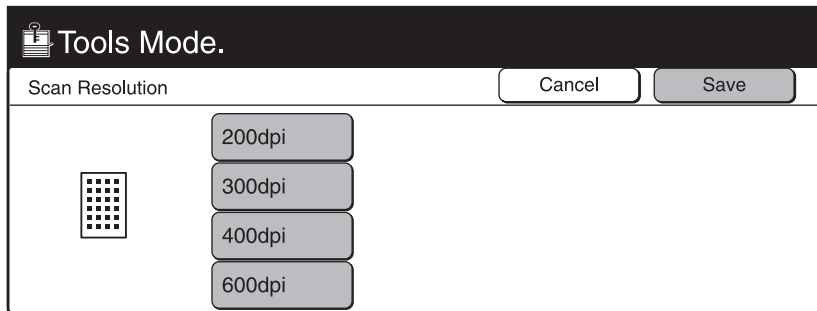 Tools Mode.
Scan Resolution Cancel Save
200dpi
300dpi
400dpi
600dpi